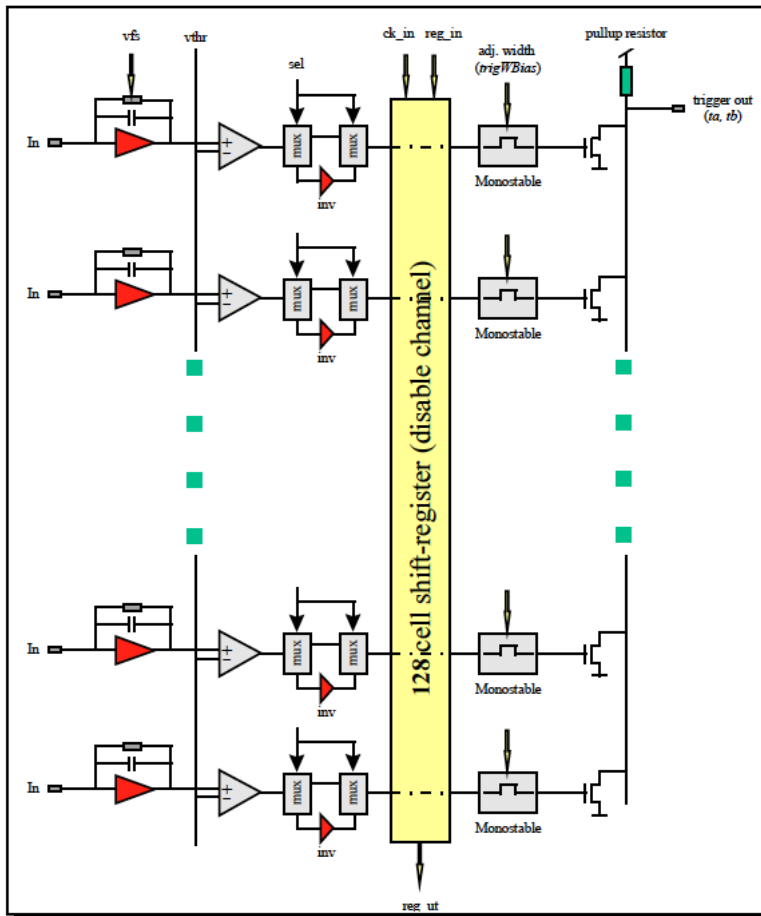 vfs vthr ck_in reg_in adj. width pullup resistor
(trigWBias)
sel
trigger out
(ta, tb)
In + − mux mux
inv Monostable
In + − mux mux
inv Monostable
128 cell shift-register (disable channel)
In + − mux mux
inv Monostable
In + − mux mux
inv Monostable
reg_ut